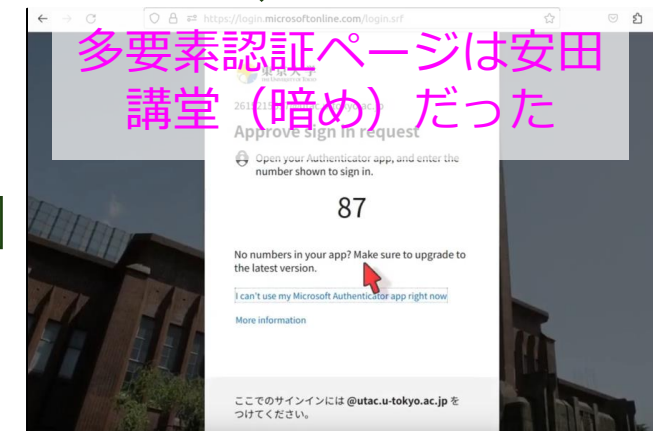 https://login.microsoftonline.com/login.srf
多要素認証ページは安田
講堂（暗め）だった
東京大学
Approve sign in request
Open your Authenticator app, and enter the
number shown to sign in.
87
No numbers in your app? Make sure to upgrade to
the latest version.
I can't use my Microsoft Authenticator app right now
More information
ここでのサインインには @utac.u-tokyo.ac.jp を
つけてください。